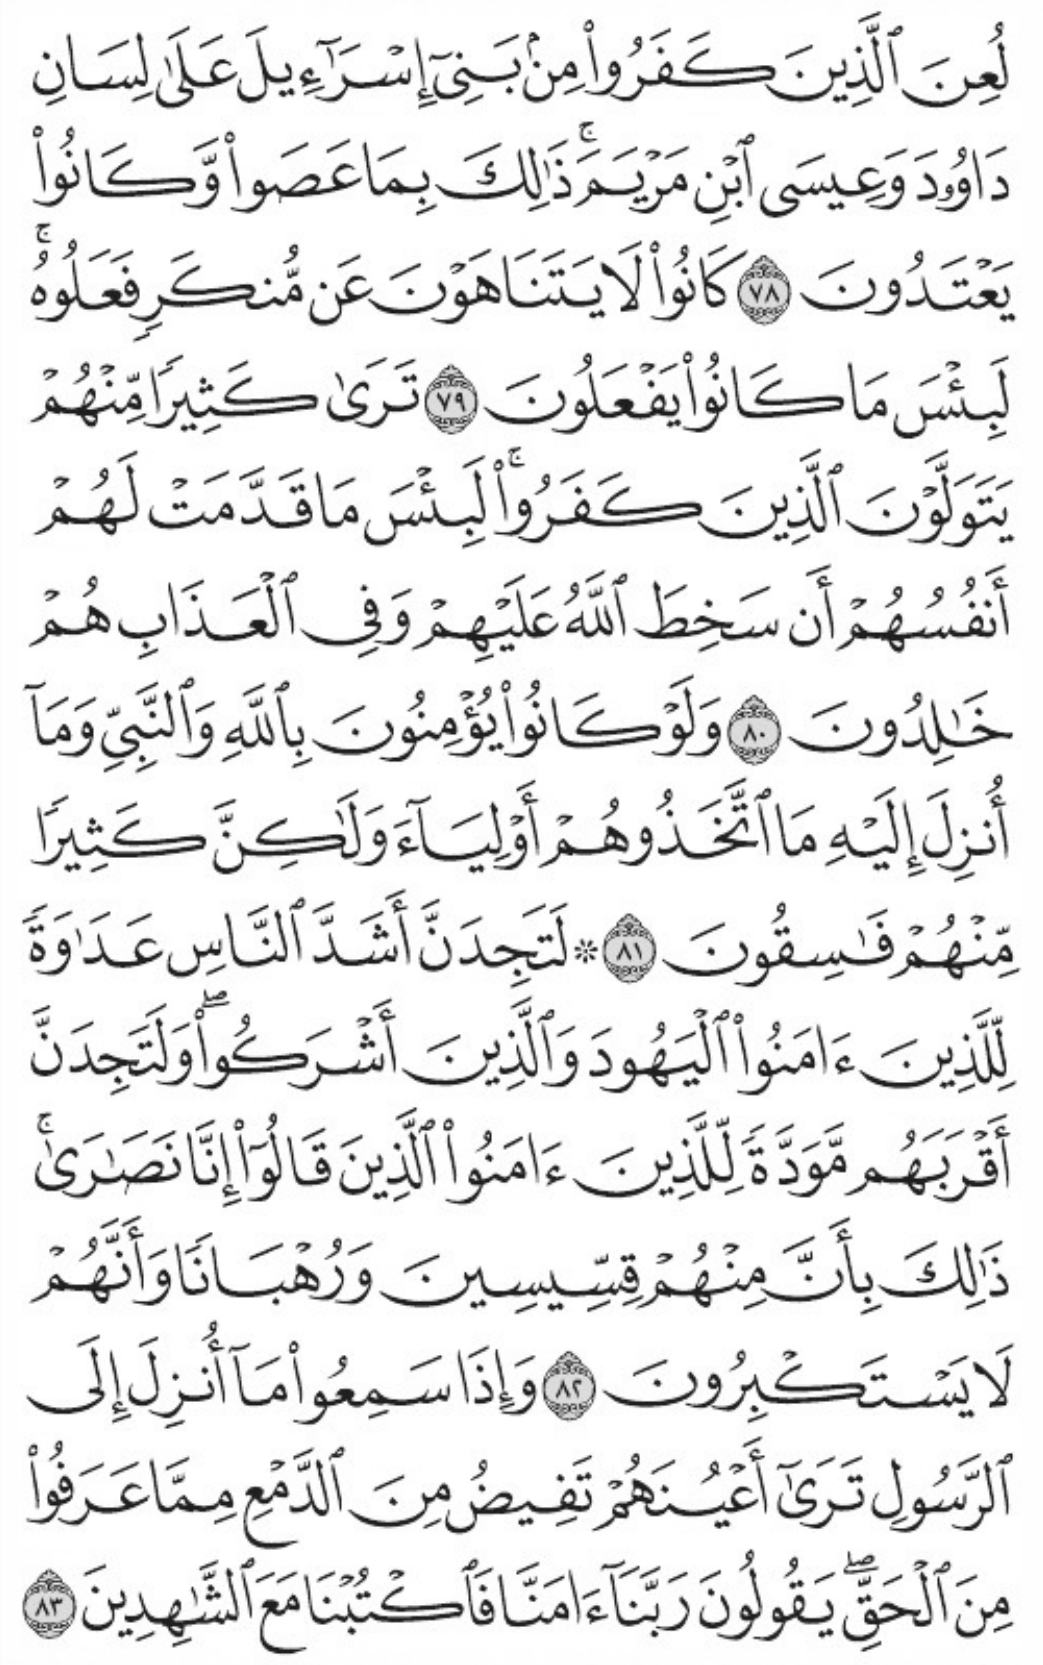 لُعِنَ ٱلَّذِينَ كَفَرُوا۟ مِنۢ بَنِىٓ إِسْرَٰٓءِيلَ عَلَىٰ لِسَانِ
دَاوُۥدَ وَعِيسَى ٱبْنِ مَرْيَمَ ۚ ذَٰلِكَ بِمَا عَصَوا۟ وَّكَانُوا۟
يَعْتَدُونَ ٧٨ كَانُوا۟ لَا يَتَنَاهَوْنَ عَن مُّنكَرٍ فَعَلُوهُ ۚ
لَبِئْسَ مَا كَانُوا۟ يَفْعَلُونَ ٧٩ تَرَىٰ كَثِيرًا مِّنْهُمْ
يَتَوَلَّوْنَ ٱلَّذِينَ كَفَرُوا۟ ۚ لَبِئْسَ مَا قَدَّمَتْ لَهُمْ
أَنفُسُهُمْ أَن سَخِطَ ٱللَّهُ عَلَيْهِمْ وَفِى ٱلْعَذَابِ هُمْ
خَٰلِدُونَ ٨٠ وَلَوْ كَانُوا۟ يُؤْمِنُونَ بِٱللَّهِ وَٱلنَّبِىِّ وَمَآ
أُنزِلَ إِلَيْهِ مَا ٱتَّخَذُوهُمْ أَوْلِيَآءَ وَلَٰكِنَّ كَثِيرًا
مِّنْهُمْ فَٰسِقُونَ ٨١ ۞ لَتَجِدَنَّ أَشَدَّ ٱلنَّاسِ عَدَٰوَةً
لِّلَّذِينَ ءَامَنُوا۟ ٱلْيَهُودَ وَٱلَّذِينَ أَشْرَكُوا۟ ۖ وَلَتَجِدَنَّ
أَقْرَبَهُم مَّوَدَّةً لِّلَّذِينَ ءَامَنُوا۟ ٱلَّذِينَ قَالُوٓا۟ إِنَّا نَصَٰرَىٰ ۚ
ذَٰلِكَ بِأَنَّ مِنْهُمْ قِسِّيسِينَ وَرُهْبَانًا وَأَنَّهُمْ
لَا يَسْتَكْبِرُونَ ٨٢ وَإِذَا سَمِعُوا۟ مَآ أُنزِلَ إِلَى
ٱلرَّسُولِ تَرَىٰٓ أَعْيُنَهُمْ تَفِيضُ مِنَ ٱلدَّمْعِ مِمَّا عَرَفُوا۟
مِنَ ٱلْحَقِّ ۖ يَقُولُونَ رَبَّنَآ ءَامَنَّا فَٱكْتُبْنَا مَعَ ٱلشَّٰهِدِينَ ٨٣